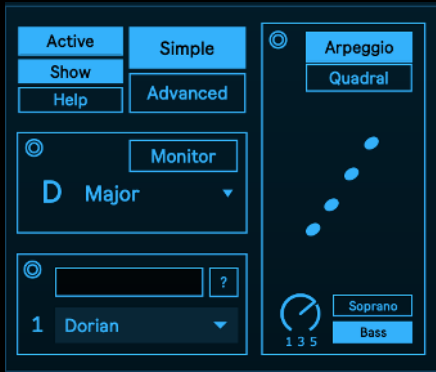 Active
Simple
Show
Help
Advanced
Monitor
D Major
?
1 Dorian
Arpeggio
Quadral
1 3 5
Soprano
Bass